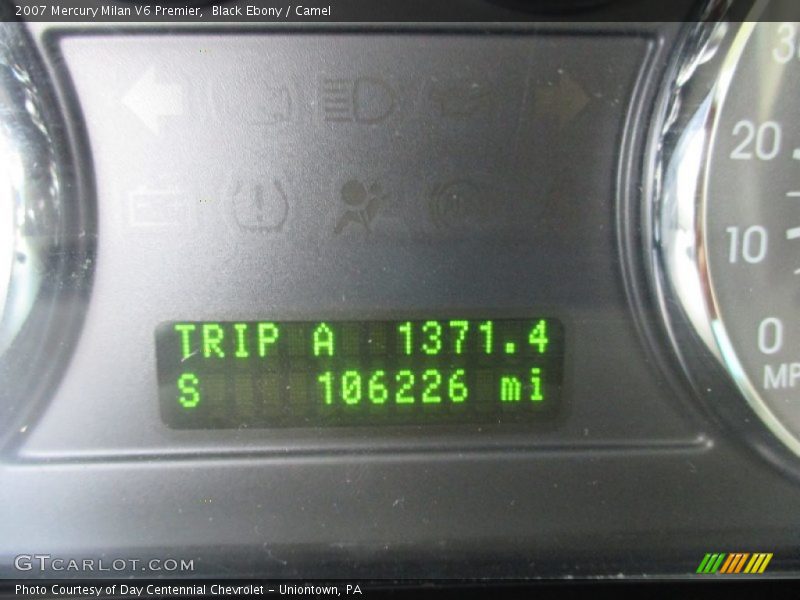 2007 Mercury Milan V6 Premier, Black Ebony / Camel
30
20
10
0
MP
TRIP A 1371.4
S 106226 mi
GTCARLOT.COM
Photo Courtesy of Day Centennial Chevrolet - Uniontown, PA